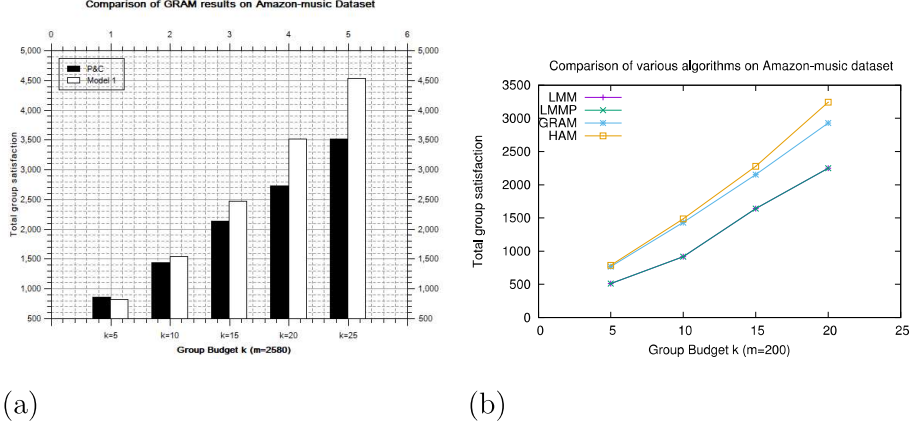 Comparison of GRAM results on Amazon-music Dataset
0 1 2 3 4 5 6
P&C
Model 1
Total group satisfaction
5,000 5,000
4,500 4,500
4,000 4,000
3,500 3,500
3,000 3,000
2,500 2,500
2,000 2,000
1,500 1,500
1,000 1,000
500 500
k=5 k=10 k=15 k=20 k=25
Group Budget k (m=2580)
(a)
Comparison of various algorithms on Amazon-music dataset
LMM
LMMP
GRAM
HAM
Total group satisfaction
3500
3000
2500
2000
1500
1000
500
0
0 5 10 15 20 25
Group Budget k (m=200)
(b)